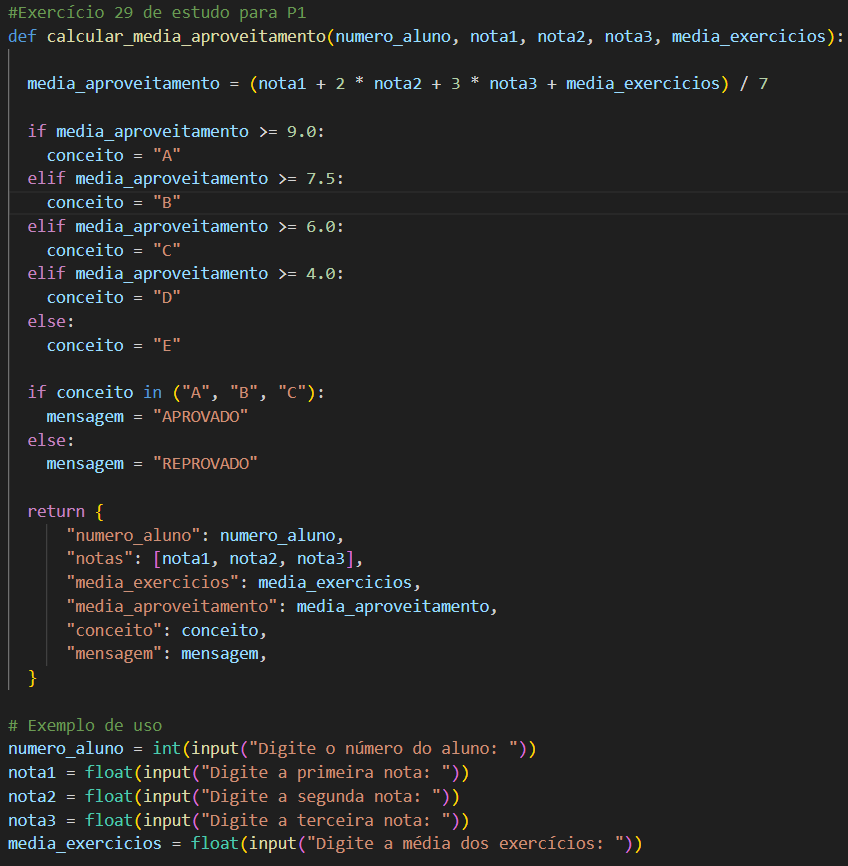 #Exercício 29 de estudo para P1
def calcular_media_aproveitamento(numero_aluno, nota1, nota2, nota3, media_exercicios):
  media_aproveitamento = (nota1 + 2 * nota2 + 3 * nota3 + media_exercicios) / 7
  if media_aproveitamento >= 9.0:
    conceito = "A"
  elif media_aproveitamento >= 7.5:
    conceito = "B"
  elif media_aproveitamento >= 6.0:
    conceito = "C"
  elif media_aproveitamento >= 4.0:
    conceito = "D"
  else:
    conceito = "E"
  if conceito in ("A", "B", "C"):
    mensagem = "APROVADO"
  else:
    mensagem = "REPROVADO"
  return {
      "numero_aluno": numero_aluno,
      "notas": [nota1, nota2, nota3],
      "media_exercicios": media_exercicios,
      "media_aproveitamento": media_aproveitamento,
      "conceito": conceito,
      "mensagem": mensagem,
  }
# Exemplo de uso
numero_aluno = int(input("Digite o número do aluno: "))
nota1 = float(input("Digite a primeira nota: "))
nota2 = float(input("Digite a segunda nota: "))
nota3 = float(input("Digite a terceira nota: "))
media_exercicios = float(input("Digite a média dos exercícios: "))